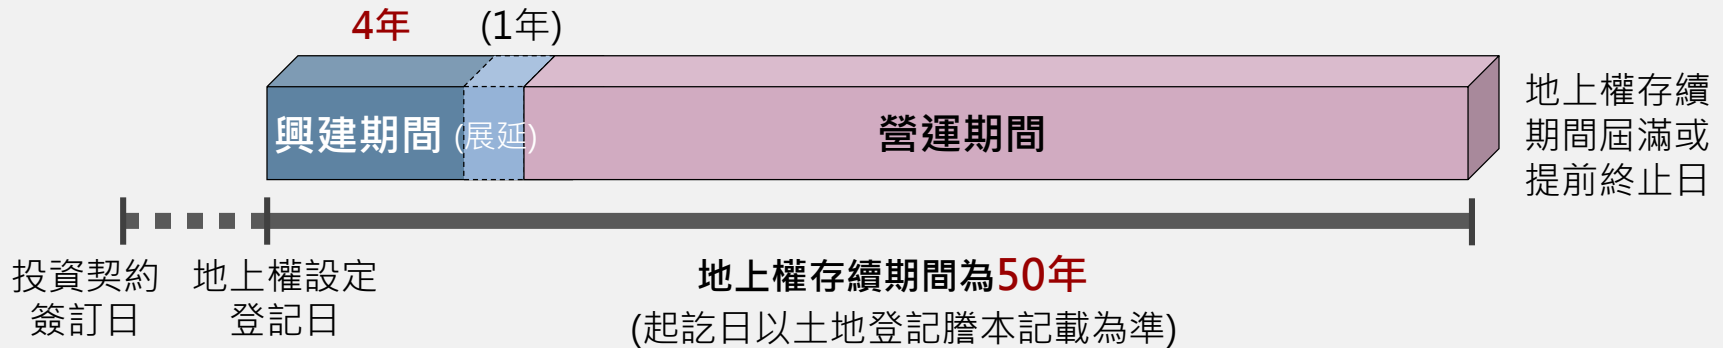 4年 (1年)
興建期間 (展延)
營運期間
地上權存續
期間屆滿或
提前終止日
投資契約
簽訂日
地上權設定
登記日
地上權存續期間為50年
(起訖日以土地登記謄本記載為準)